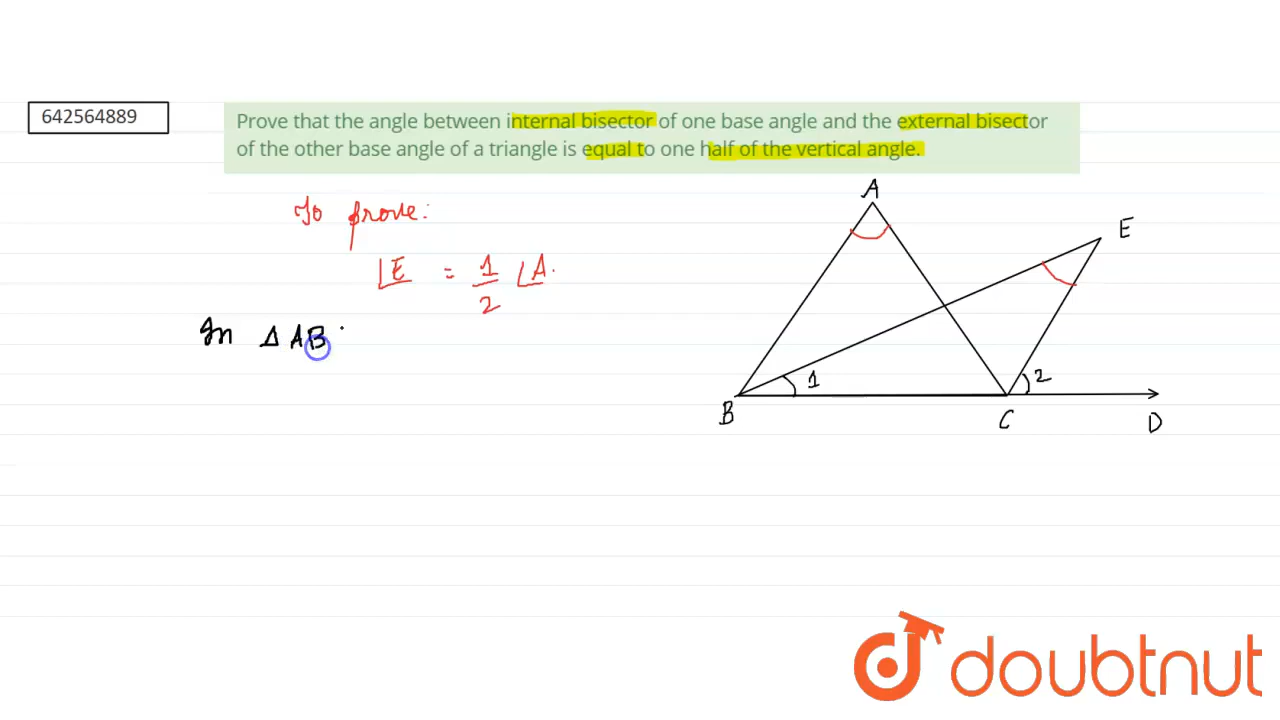 642564889
Prove that the angle between internal bisector of one base angle and the external bisector
of the other base angle of a triangle is equal to one half of the vertical angle.
To prove:
∠E = 1/2 ∠A.
In Δ AB
A
E
1
2
B
C
D
doubtnut